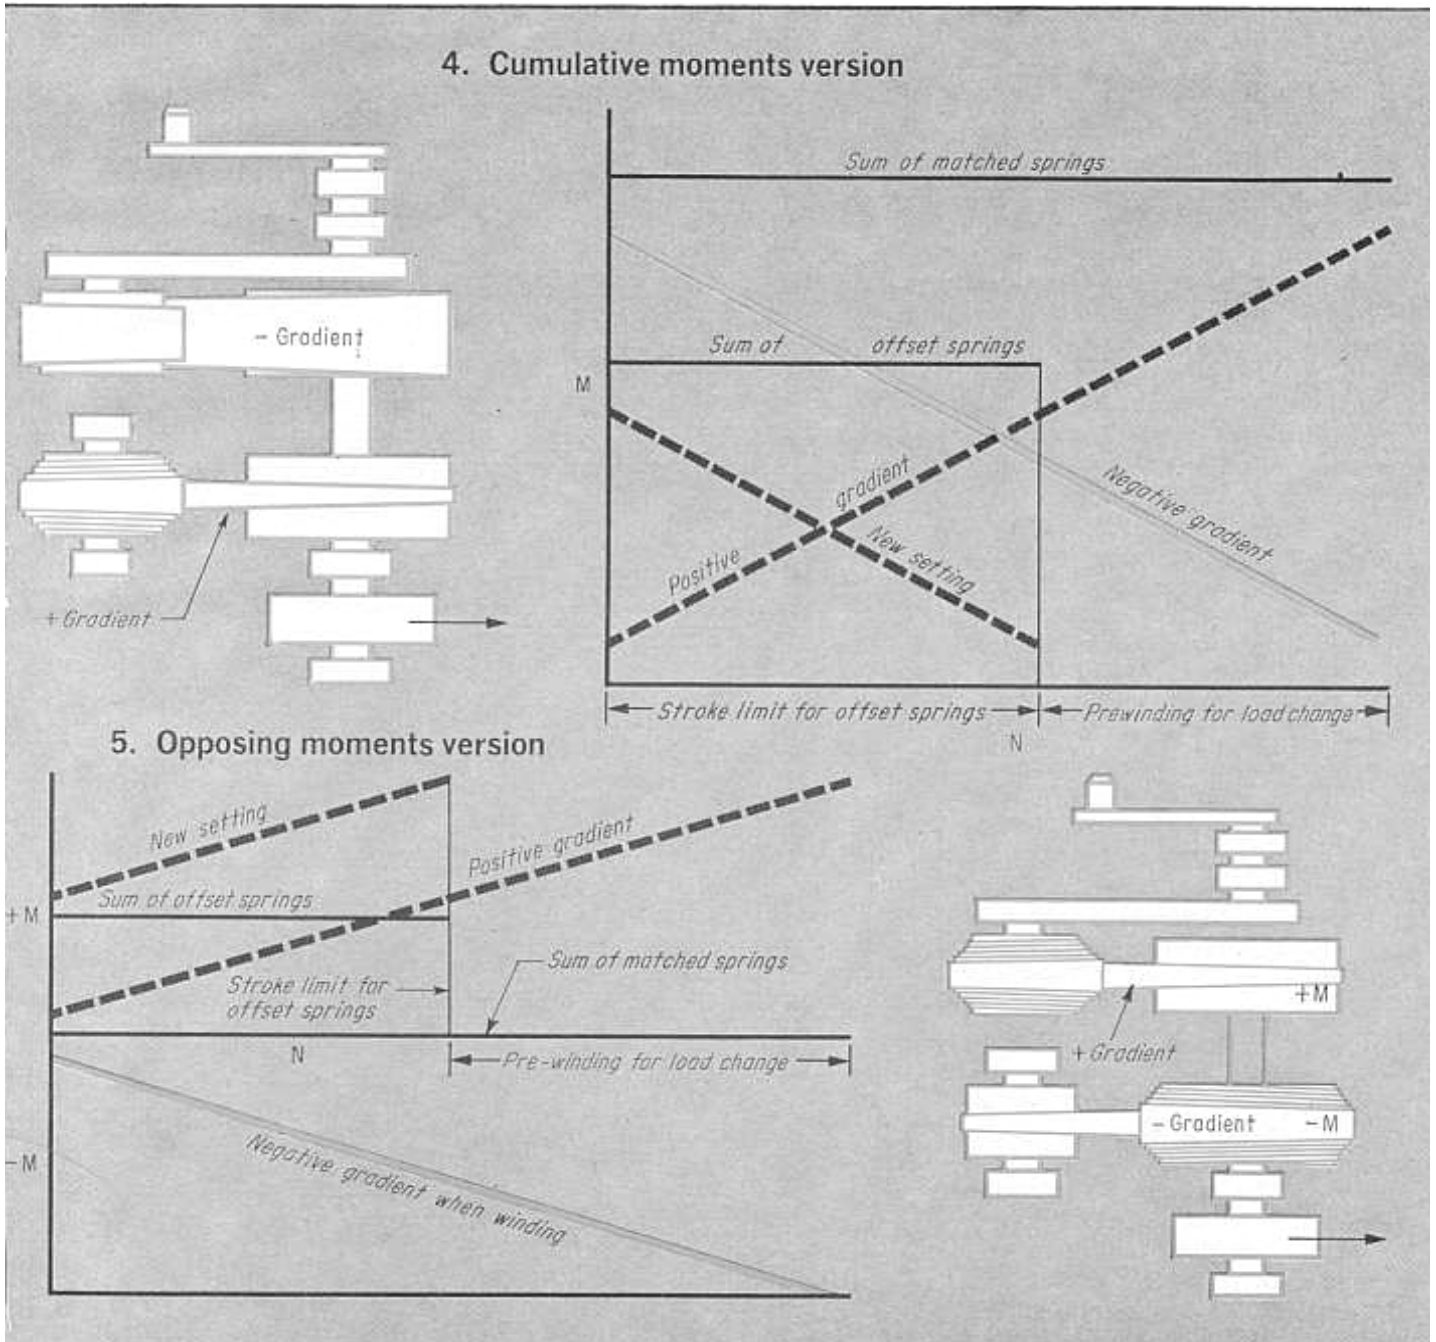 4. Cumulative moments version
Sum of matched springs
- Gradient
Sum of offset springs
M
Positive gradient
New setting
Negative gradient
+ Gradient
Stroke limit for offset springs
Prewinding for load change
N
5. Opposing moments version
New setting
Positive gradient
Sum of offset springs
+ M
Stroke limit for
offset springs
Sum of matched springs
N
Pre-winding for load change
- M
Negative gradient when winding
+ M
+ Gradient
- Gradient
- M